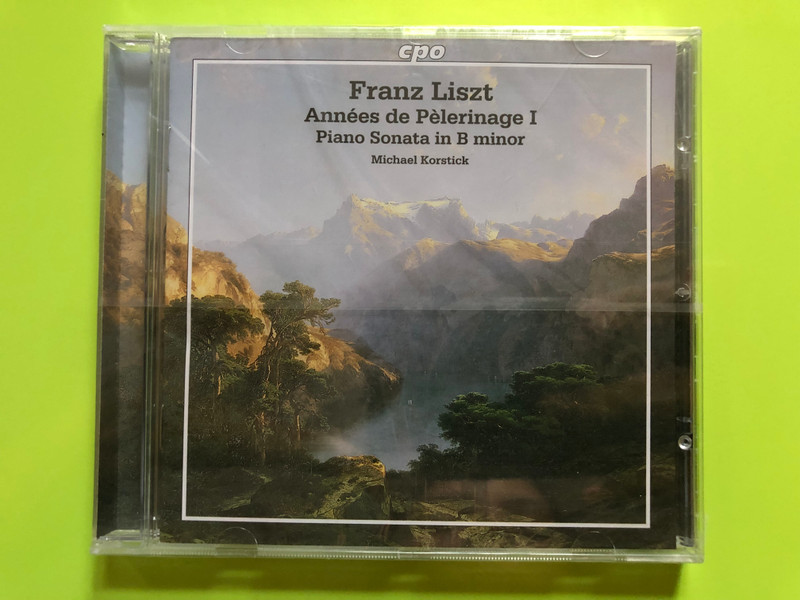 cpo
Franz Liszt
Années de Pèlerinage I
Piano Sonata in B minor
Michael Korstick